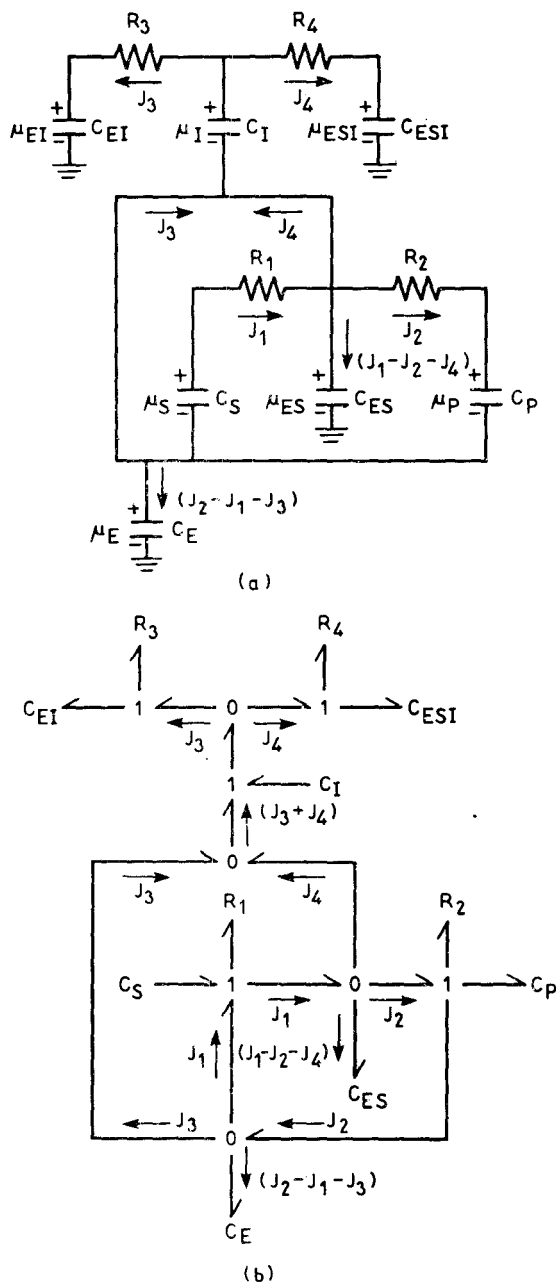 R3 R4
J3 J4
μEI CEI μI CI μESI CESI
J3 J4
R1 R2
J1 J2
(J1-J2-J4)
μS CS μES CES μP CP
(J2-J1-J3)
μE CE
(a)
R3 R4
CEI 1 0 1 CESI
J3 J4
1 CI
(J3+J4)
0
J3 J4
R1 R2
CS 1 0 1 CP
J1 J2
J1 (J1-J2-J4)
CES
J3 J2
0
(J2-J1-J3)
CE
(b)